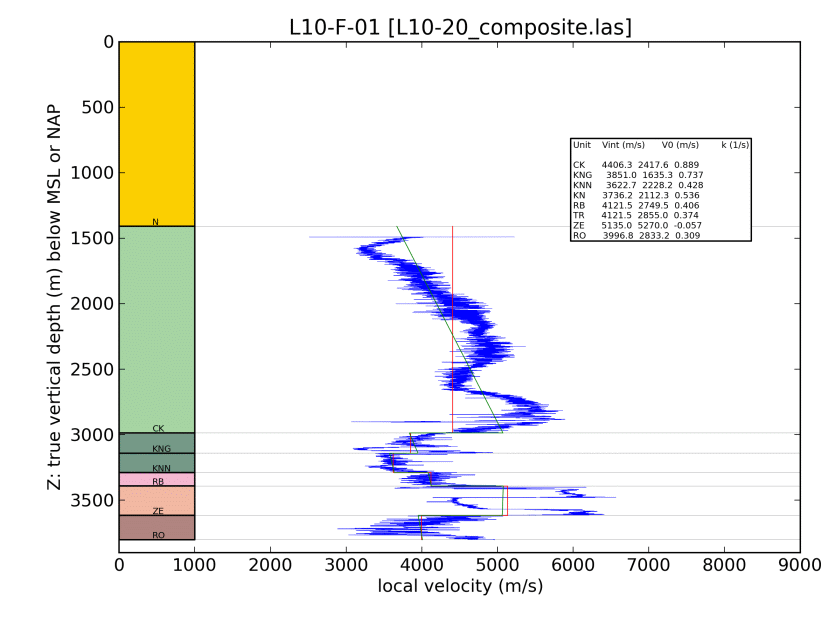 L10-F-01 [L10-20_composite.las]
0
500
1000
1500
2000
2500
3000
3500
Z: true vertical depth (m) below MSL or NAP
N
CK
KNG
KNN
RB
ZE
RO
Unit Vint (m/s) V0 (m/s) k (1/s)
CK 4406.3 2417.6 0.889
KNG 3851.0 1635.3 0.737
KNN 3622.7 2228.2 0.428
KN 3736.2 2112.3 0.536
RB 4121.5 2749.5 0.406
TR 4121.5 2855.0 0.374
ZE 5135.0 5270.0 -0.057
RO 3996.8 2833.2 0.309
0 1000 2000 3000 4000 5000 6000 7000 8000 9000
local velocity (m/s)